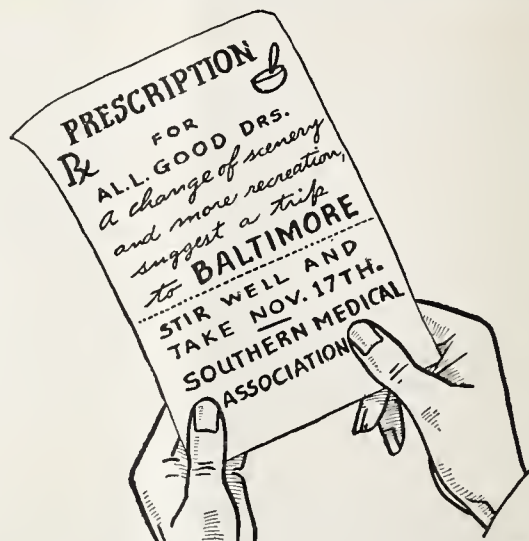 PRESCRIPTION
℞ FOR
AL.L. GOOD DRS.
A change of scenery
and more recreation,
suggest a trip
to BALTIMORE
STIR WELL AND
TAKE NOV. 17TH.
SOUTHERN MEDICAL
ASSOCIATION